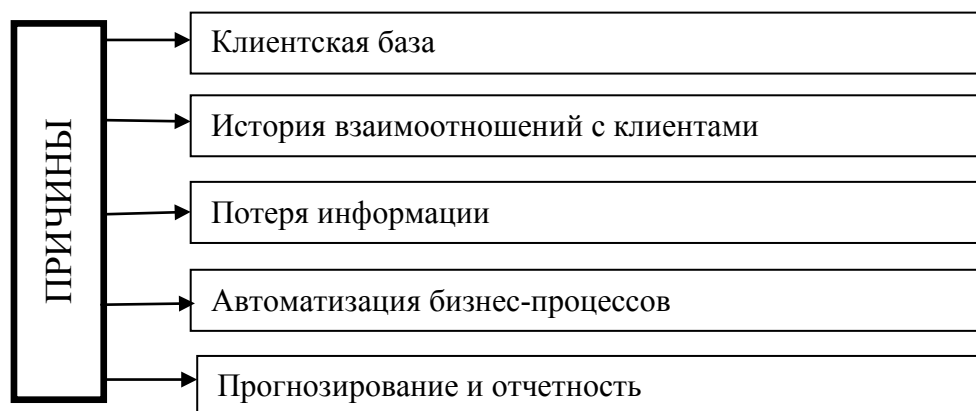 ПРИЧИНЫ
Клиентская база
История взаимоотношений с клиентами
Потеря информации
Автоматизация бизнес-процессов
Прогнозирование и отчетность